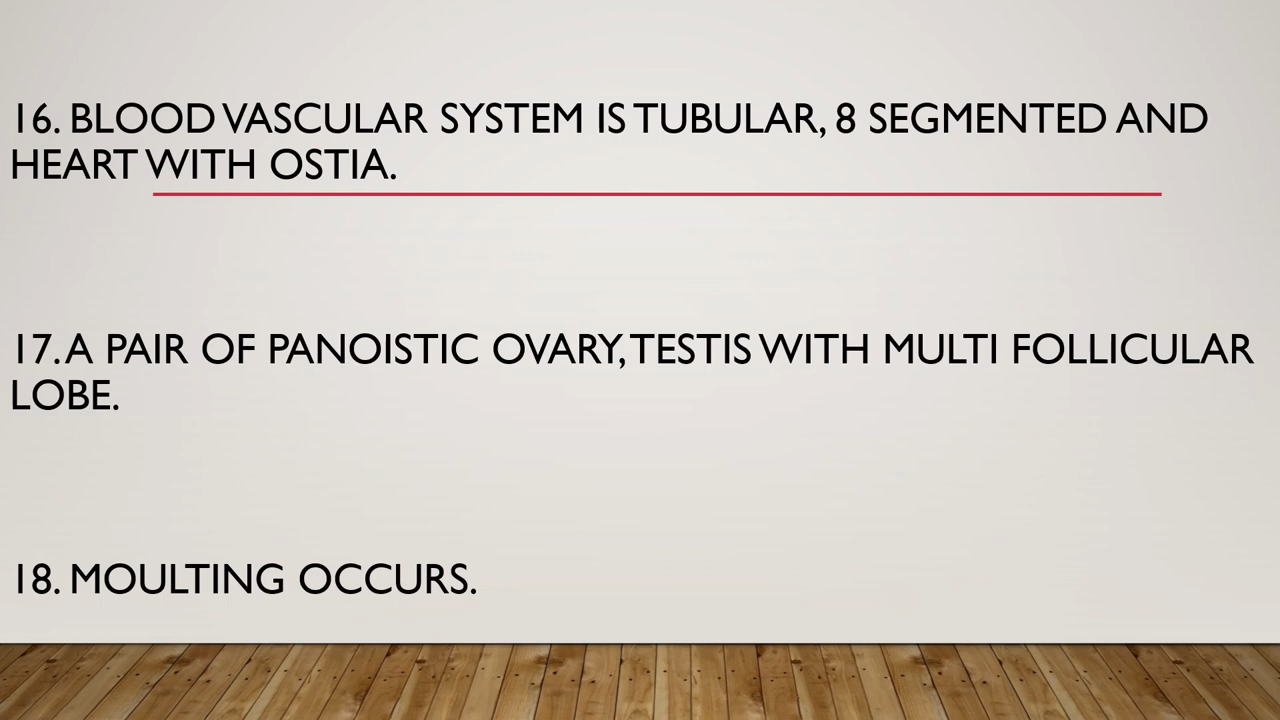 16. BLOOD VASCULAR SYSTEM IS TUBULAR, 8 SEGMENTED AND
HEART WITH OSTIA.
17. A PAIR OF PANOISTIC OVARY, TESTIS WITH MULTI FOLLICULAR
LOBE.
18. MOULTING OCCURS.